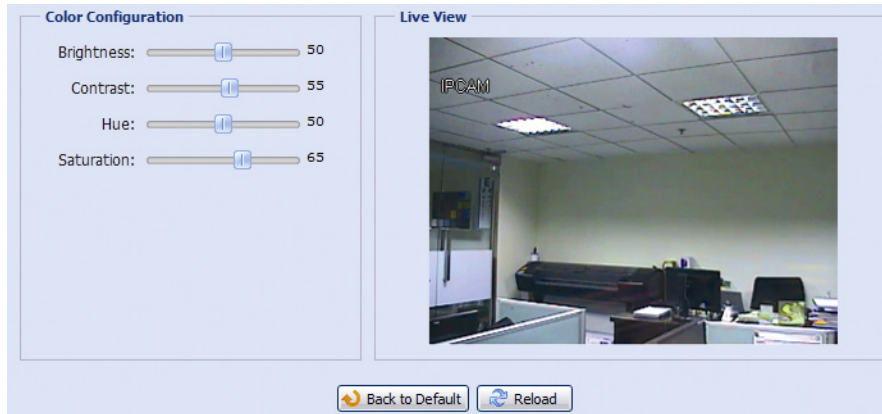 Color Configuration
Brightness: 50
Contrast: 55
Hue: 50
Saturation: 65
Live View
IPCAM
Back to Default
Reload